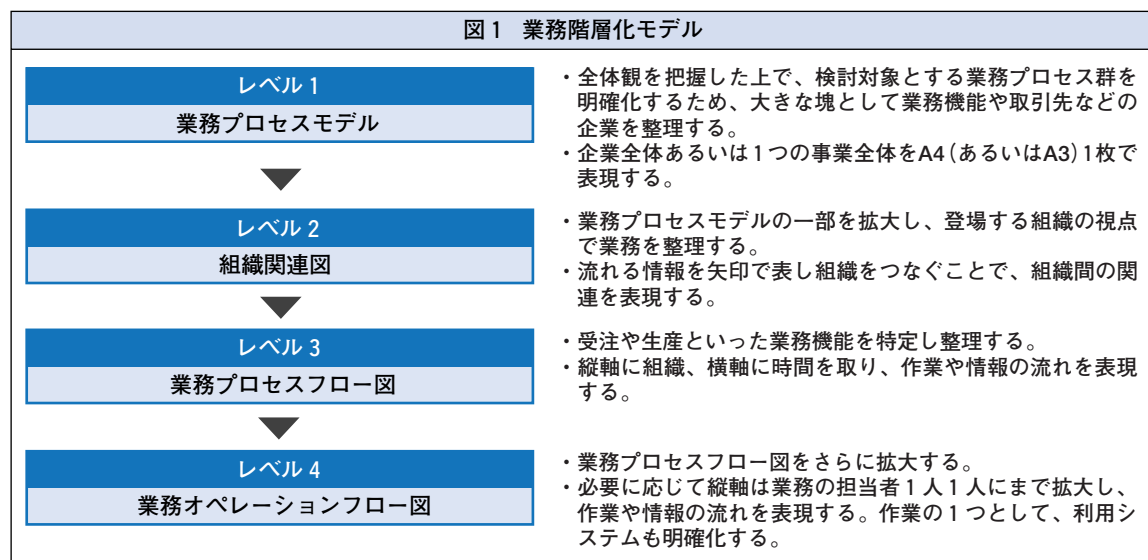 図1 業務階層化モデル
レベル1
業務プロセスモデル
・全体観を把握した上で、検討対象とする業務プロセス群を
明確化するため、大きな塊として業務機能や取引先などの
企業を整理する。
・企業全体あるいは1つの事業全体をA4(あるいはA3)1枚で
表現する。
レベル2
組織関連図
・業務プロセスモデルの一部を拡大し、登場する組織の視点
で業務を整理する。
・流れる情報を矢印で表し組織をつなぐことで、組織間の関
連を表現する。
レベル3
業務プロセスフロー図
・受注や生産といった業務機能を特定し整理する。
・縦軸に組織、横軸に時間を取り、作業や情報の流れを表現
する。
レベル4
業務オペレーションフロー図
・業務プロセスフロー図をさらに拡大する。
・必要に応じて縦軸は業務の担当者1人1人にまで拡大し、
作業や情報の流れを表現する。作業の1つとして、利用シ
ステムも明確化する。